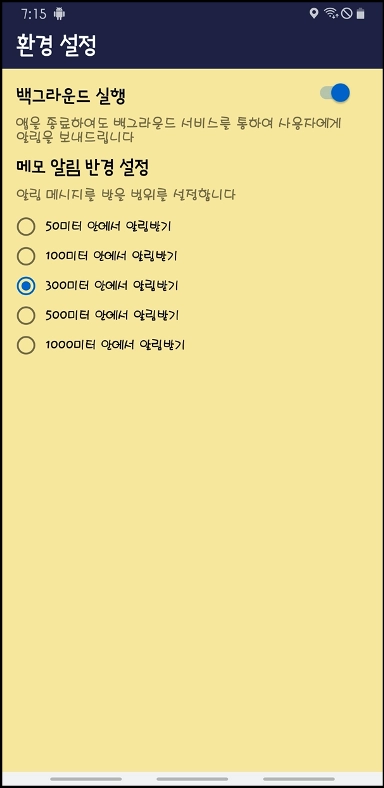 7:15
환경 설정
백그라운드 실행
앱을 종료하여도 백그라운드 서비스를 통하여 사용자에게
알림을 보내드립니다
메모 알림 반경 설정
알림 메시지를 받을 범위를 설정합니다
50미터 안에서 알림받기
100미터 안에서 알림받기
300미터 안에서 알림받기
500미터 안에서 알림받기
1000미터 안에서 알림받기